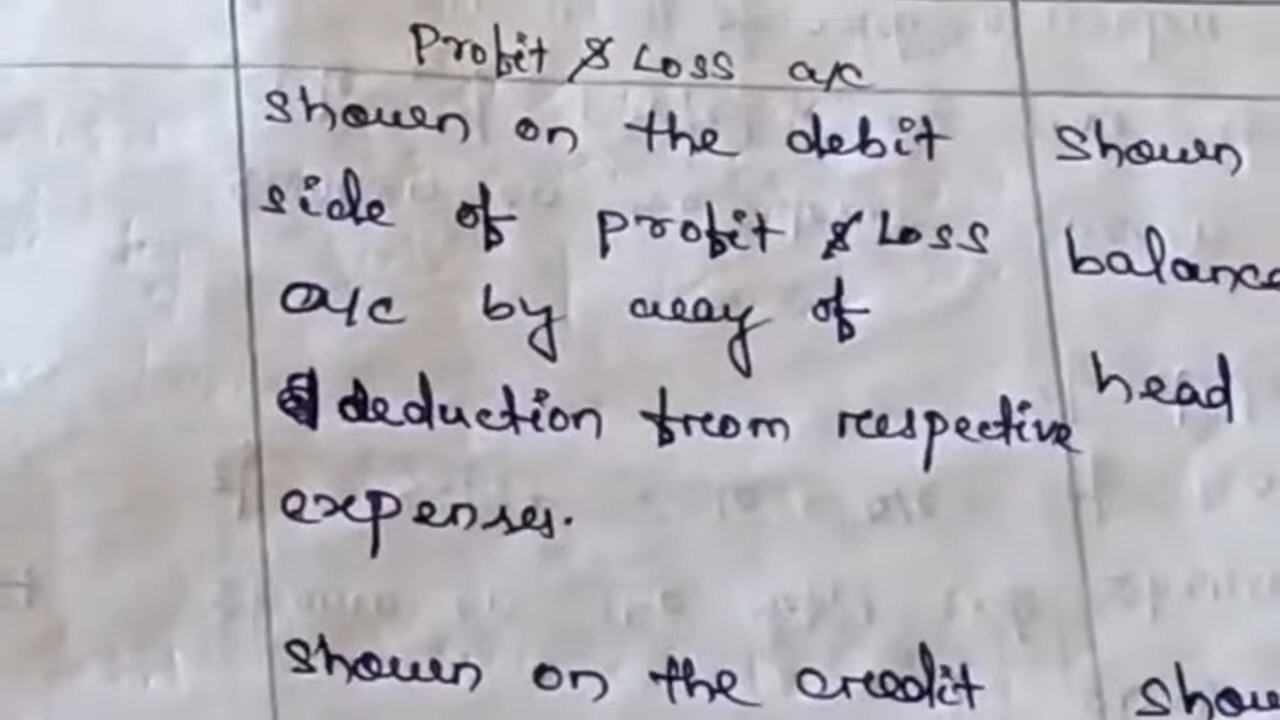 Profit & Loss a/c
shown on the debit
side of profit & Loss
a/c by way of
deduction from respective
expenses.
shown on the credit
shown
balance
head